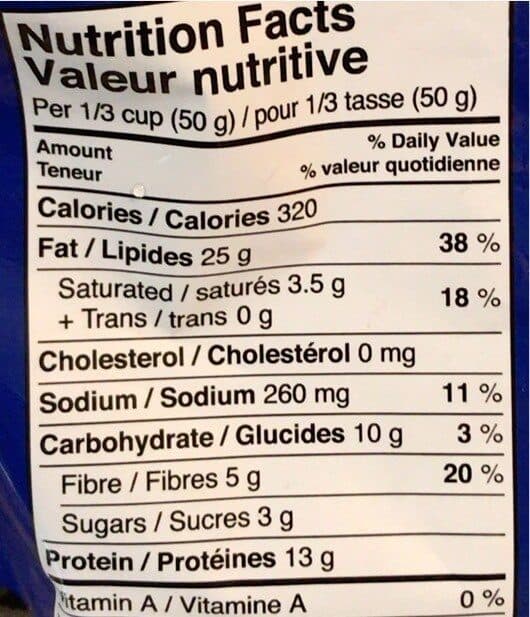 Nutrition Facts
Valeur nutritive
Per 1/3 cup (50 g) / pour 1/3 tasse (50 g)
Amount
Teneur
% Daily Value
% valeur quotidienne
Calories / Calories 320
Fat / Lipides 25 g 38 %
Saturated / saturés 3.5 g
+ Trans / trans 0 g
18 %
Cholesterol / Cholestérol 0 mg
Sodium / Sodium 260 mg 11 %
Carbohydrate / Glucides 10 g 3 %
Fibre / Fibres 5 g 20 %
Sugars / Sucres 3 g
Protein / Protéines 13 g
Vitamin A / Vitamine A 0 %